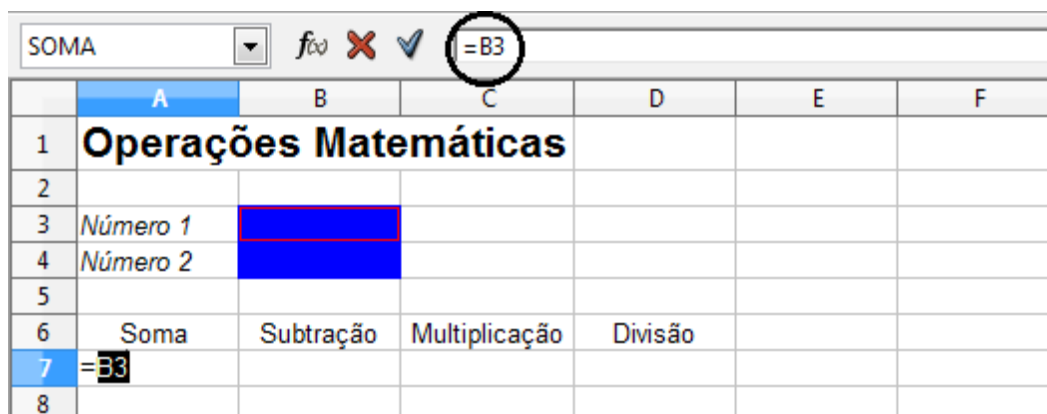 SOMA f(x) =B3
A B C D E F
1 Operações Matemáticas
2
3 Número 1
4 Número 2
5
6 Soma Subtração Multiplicação Divisão
7 =B3
8